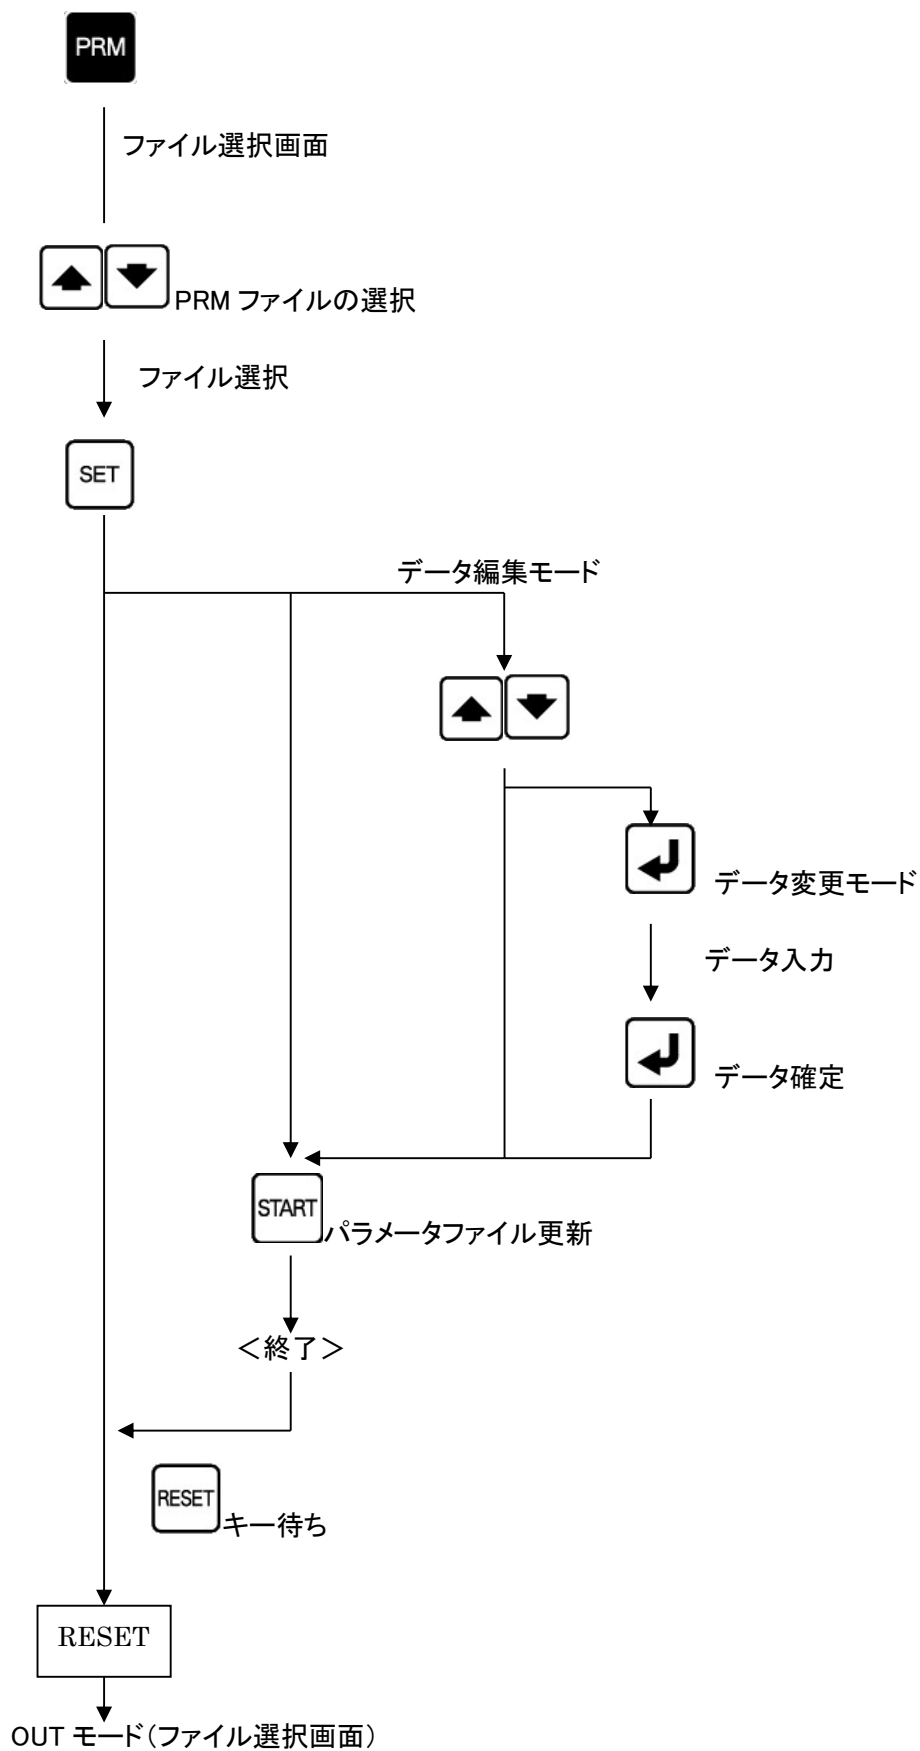 PRM
ファイル選択画面
PRM ファイルの選択
ファイル選択
SET
データ編集モード
データ変更モード
データ入力
データ確定
START
パラメータファイル更新
＜終了＞
RESET
キー待ち
RESET
OUT モード（ファイル選択画面）